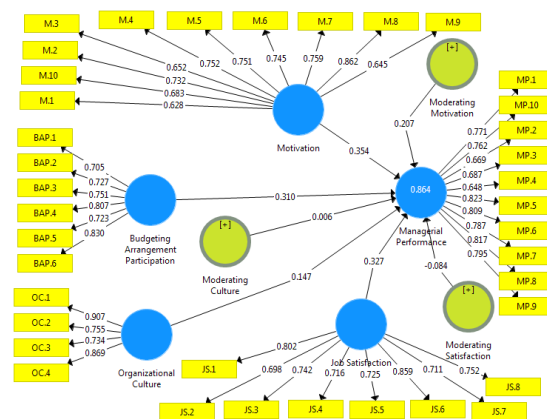 M.3
M.4
M.5
M.6
M.7
M.8
M.9
M.2
M.10
M.1
0.652
0.732
0.683
0.628
0.752
0.751
0.745
0.759
0.862
0.645
Motivation
[+]
Moderating
Motivation
0.207
0.354
MP.1
MP.10
MP.2
MP.3
MP.4
MP.5
MP.6
MP.7
MP.8
MP.9
0.771
0.762
0.669
0.687
0.648
0.823
0.809
0.787
0.817
0.795
0.864
Managerial
Performance
BAP.1
BAP.2
BAP.3
BAP.4
BAP.5
BAP.6
0.705
0.727
0.751
0.807
0.723
0.830
Budgeting
Arrangement
Participation
0.310
[+]
Moderating
Culture
0.006
0.147
0.327
-0.084
[+]
Moderating
Satisfaction
OC.1
OC.2
OC.3
OC.4
0.907
0.755
0.734
0.869
Organizational
Culture
Job Satisfaction
JS.1
JS.2
JS.3
JS.4
JS.5
JS.6
JS.7
JS.8
0.802
0.698
0.742
0.716
0.725
0.859
0.711
0.752